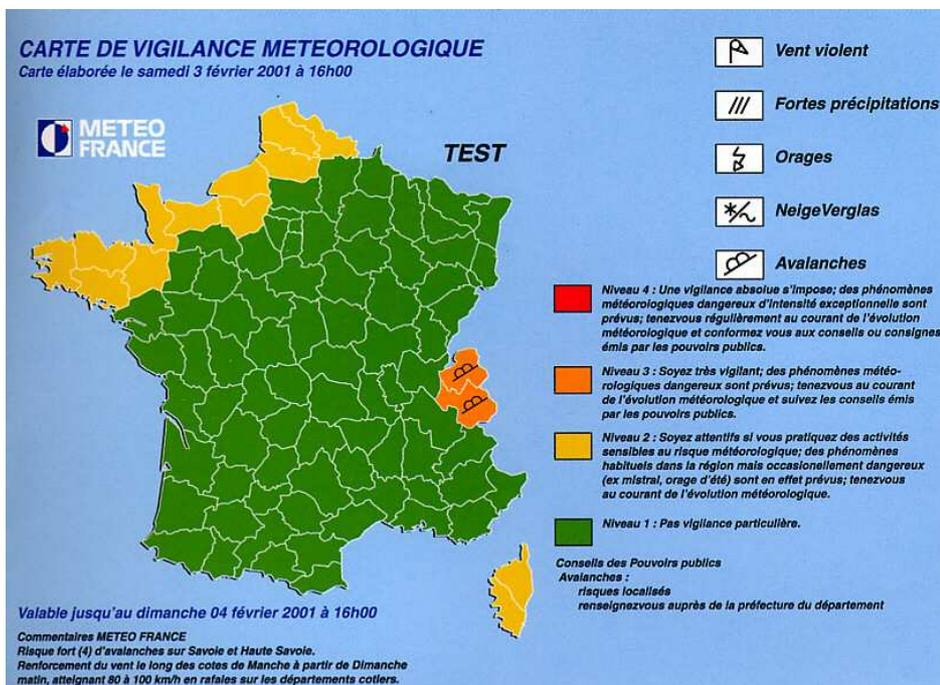 CARTE DE VIGILANCE METEOROLOGIQUE
Carte élaborée le samedi 3 février 2001 à 16h00
METEO
FRANCE
TEST
Vent violent
Fortes précipitations
Orages
NeigeVerglas
Avalanches
Niveau 4 : Une vigilance absolue s'impose; des phénomènes
météorologiques dangereux d'intensité exceptionnelle sont
prévus; tenezvous régulièrement au courant de l'évolution
météorologique et conformez vous aux conseils ou consignes
émis par les pouvoirs publics.
Niveau 3 : Soyez très vigilant; des phénomènes météo-
rologiques dangereux sont prévus; tenezvous au courant
de l'évolution météorologique et suivez les conseils émis
par les pouvoirs publics.
Niveau 2 : Soyez attentifs si vous pratiquez des activités
sensibles au risque météorologique; des phénomènes
habituels dans la région mais occasionellement dangereux
(ex mistral, orage d'été) sont en effet prévus; tenezvous
au courant de l'évolution météorologique.
Niveau 1 : Pas vigilance particulière.
Conseils des Pouvoirs publics
Avalanches :
risques localisés
renseignezvous auprès de la préfecture du département
Valable jusqu'au dimanche 04 février 2001 à 16h00
Commentaires METEO FRANCE
Risque fort (4) d'avalanches sur Savoie et Haute Savoie.
Renforcement du vent le long des cotes de Manche à partir de Dimanche
matin, atteignant 80 à 100 km/h en rafales sur les départements cotiers.